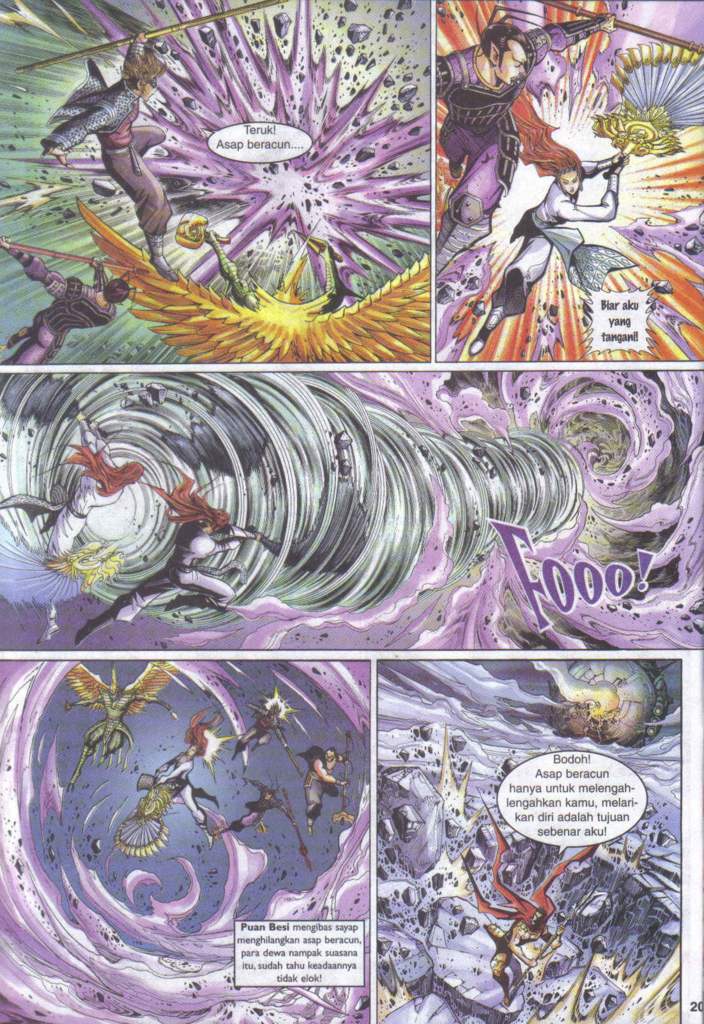 Teruk!
Asap beracun....
Biar aku
yang
tangani!
Fooo!
Bodoh!
Asap beracun
hanya untuk melengah-
lengahkan kamu, melari-
kan diri adalah tujuan
sebenar aku!
Puan Besi mengibas sayap
menghilangkan asap beracun,
para dewa nampak suasana
itu, sudah tahu keadaannya
tidak elok!
20